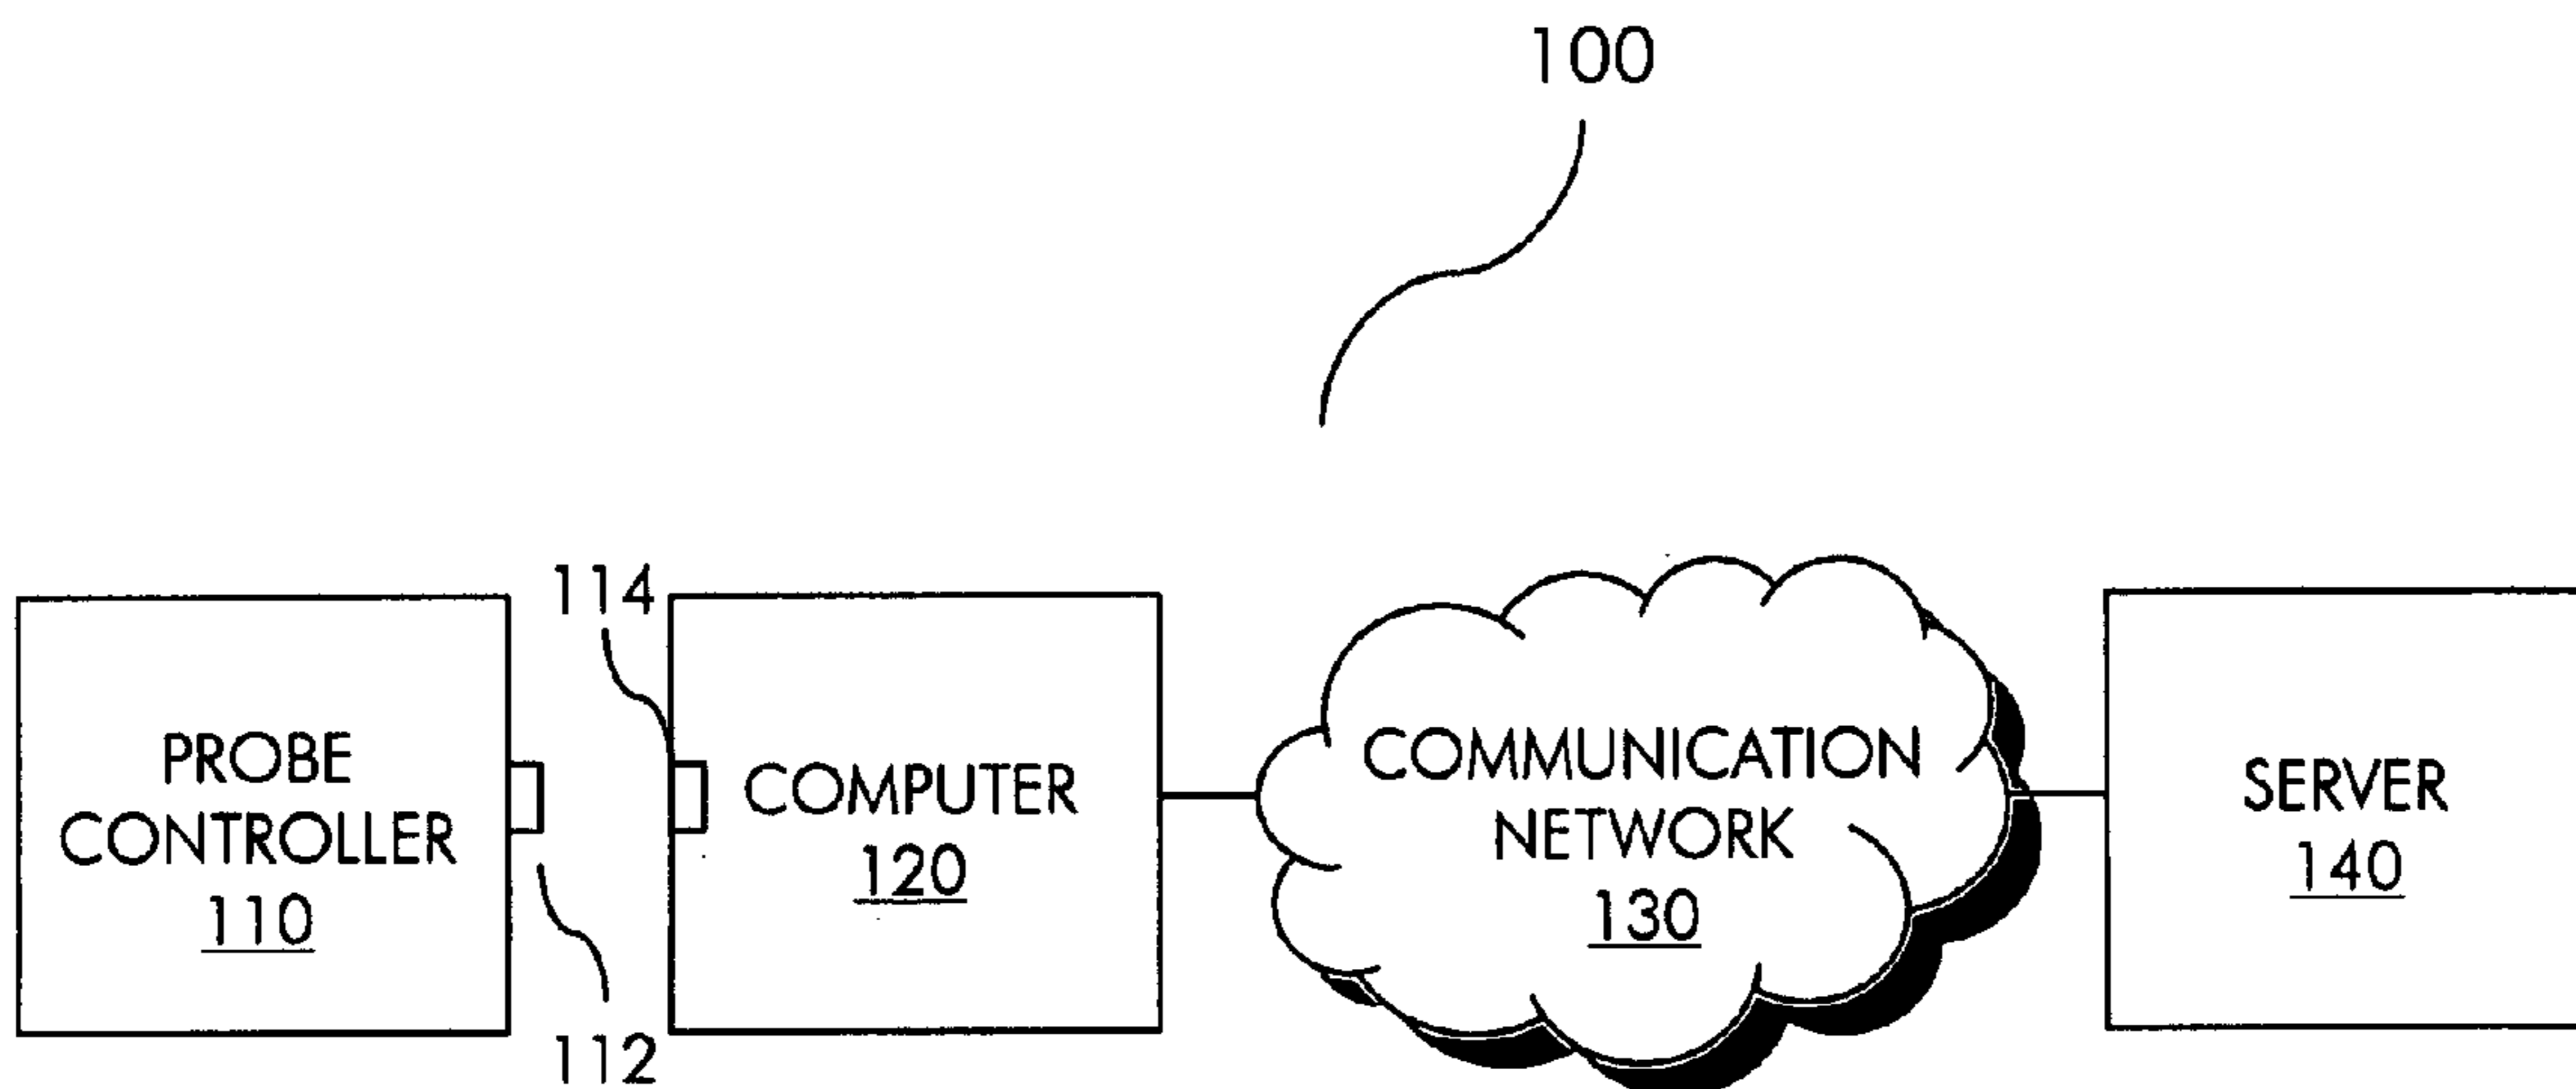 100
114
PROBE
CONTROLLER
110
112
COMPUTER
120
COMMUNICATION
NETWORK
130
SERVER
140